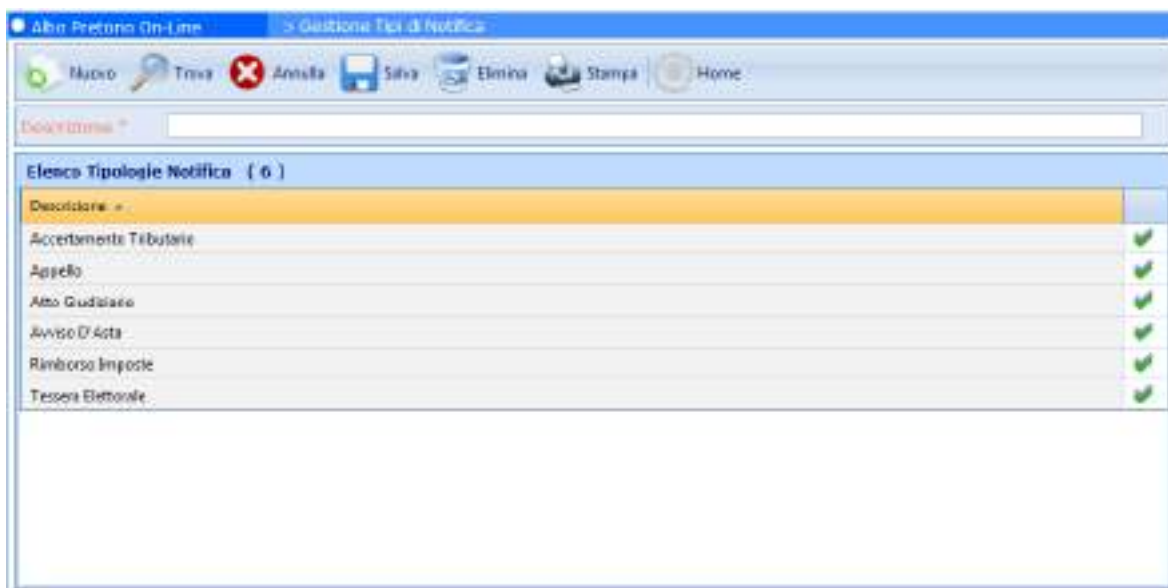 Albo Pretorio On-Line > Gestione Tipi di Notifica
Nuovo Trova Annulla Salva Elimina Stampa Home
Descrizione *
Elenco Tipologie Notifica ( 6 )
Descrizione
Accertamento Tributario
Appello
Atto Giudiziario
Avviso D'Asta
Rimborso Imposte
Tessera Elettorale